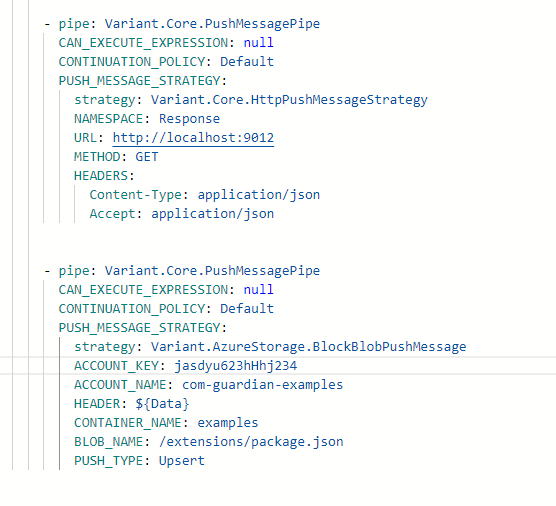 - pipe: Variant.Core.PushMessagePipe
CAN_EXECUTE_EXPRESSION: null
CONTINUATION_POLICY: Default
PUSH_MESSAGE_STRATEGY:
strategy: Variant.Core.HttpPushMessageStrategy
NAMESPACE: Response
URL: http://localhost:9012
METHOD: GET
HEADERS:
Content-Type: application/json
Accept: application/json
- pipe: Variant.Core.PushMessagePipe
CAN_EXECUTE_EXPRESSION: null
CONTINUATION_POLICY: Default
PUSH_MESSAGE_STRATEGY:
strategy: Variant.AzureStorage.BlockBlobPushMessage
ACCOUNT_KEY: jasdyu623hHhj234
ACCOUNT_NAME: com-guardian-examples
HEADER: ${Data}
CONTAINER_NAME: examples
BLOB_NAME: /extensions/package.json
PUSH_TYPE: Upsert